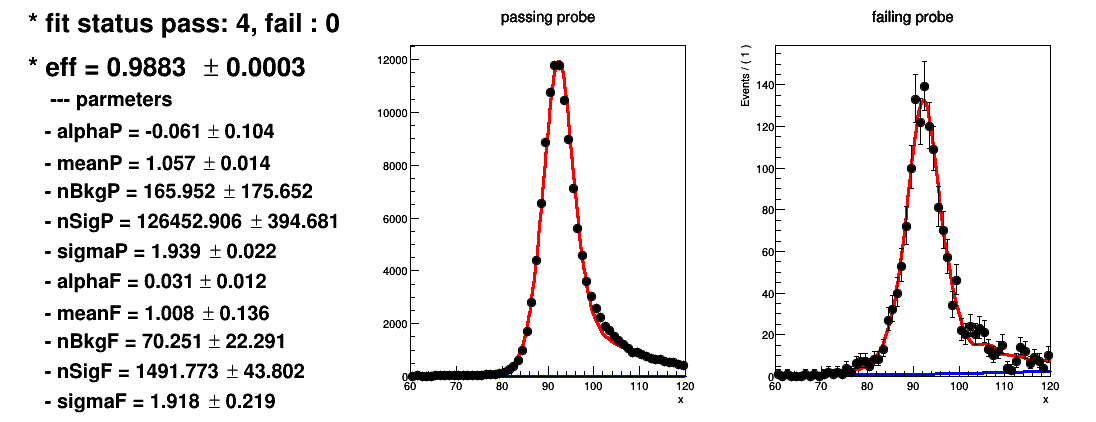 * fit status pass: 4, fail : 0
* eff = 0.9883 ± 0.0003
--- parmeters
- alphaP = -0.061 ± 0.104
- meanP = 1.057 ± 0.014
- nBkgP = 165.952 ± 175.652
- nSigP = 126452.906 ± 394.681
- sigmaP = 1.939 ± 0.022
- alphaF = 0.031 ± 0.012
- meanF = 1.008 ± 0.136
- nBkgF = 70.251 ± 22.291
- nSigF = 1491.773 ± 43.802
- sigmaF = 1.918 ± 0.219
passing probe
12000
10000
8000
6000
4000
2000
0
60 70 80 90 100 110 120
x
failing probe
Events / ( 1 )
140
120
100
80
60
40
20
0
60 70 80 90 100 110 120
x